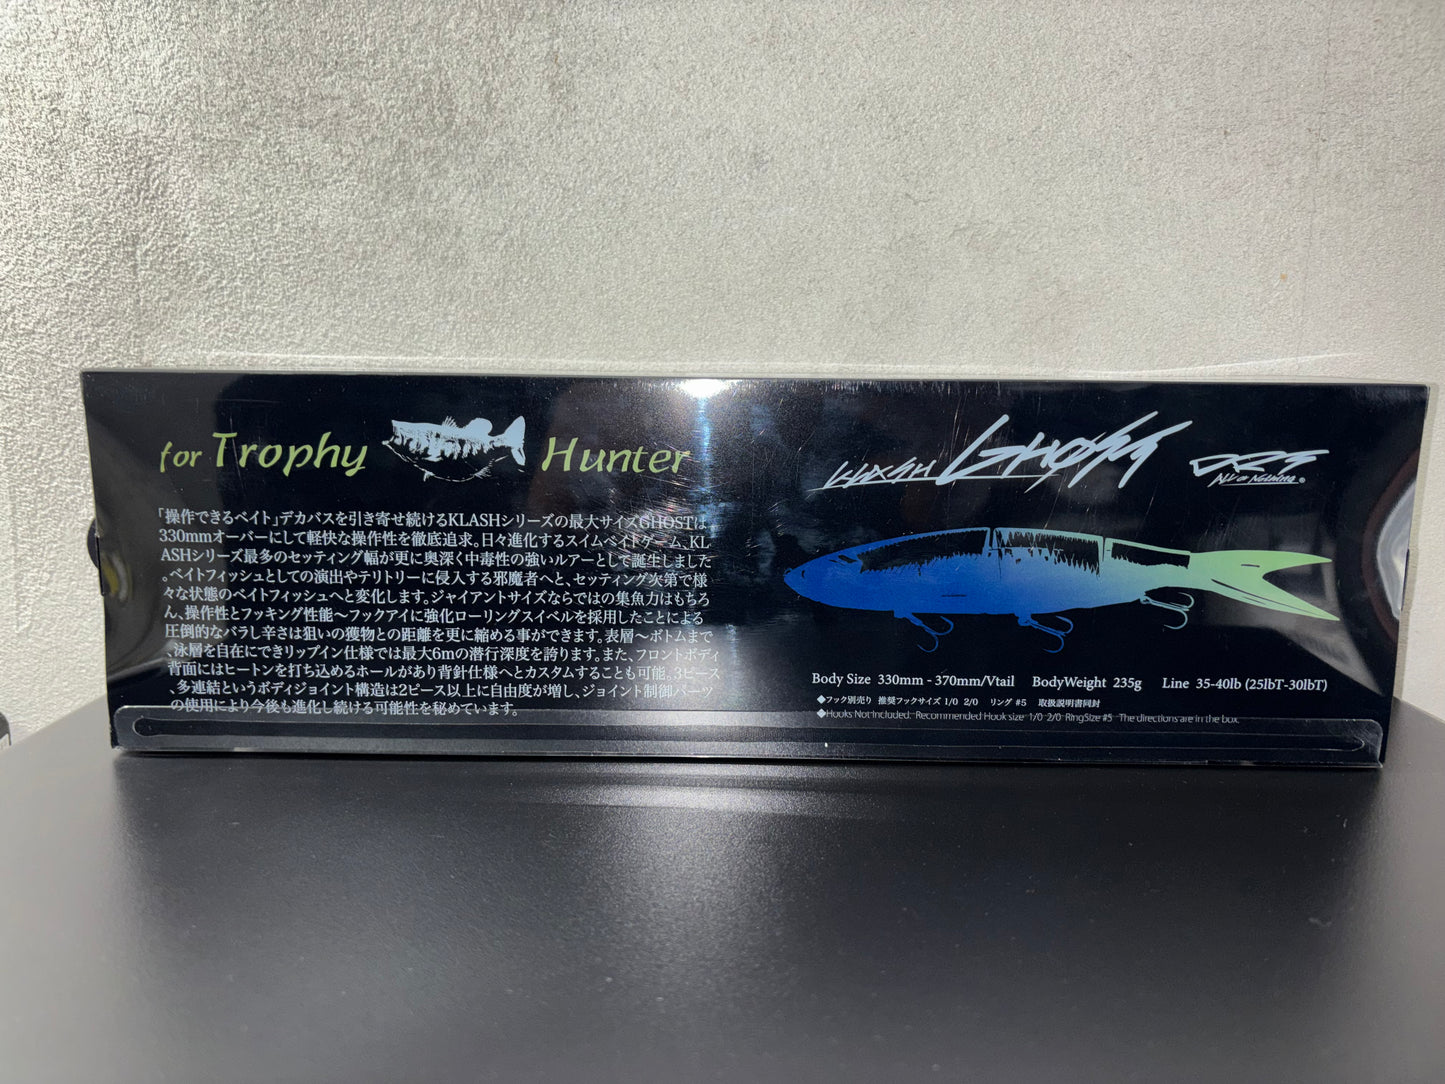 for Trophy Hunter
「操作できるベイト」デカバスを引き寄せ続けるKLASHシリーズの最大サイズGHOSTは、
330mmオーバーにして軽快な操作性を徹底追求。日々進化するスイムベイトゲーム、KL
ASHシリーズ最多のセッティング幅が更に奥深く中毒性の強いルアーとして誕生しました
。ベイトフィッシュとしての演出やテリトリーに侵入する邪魔者へと、セッティング次第で様
々な状態のベイトフィッシュへと変化します。ジャイアントサイズならではの集魚力はもちろ
ん、操作性とフッキング性能～フックアイに強化ローリングスイベルを採用したことによる
圧倒的なバラし辛さは狙いの獲物との距離を更に縮める事ができます。表層～ボトムまで
、泳層を自在にできリップイン仕様では最大6mの潜行深度を誇ります。また、フロントボディ
背面にはヒートンを打ち込めるホールがあり背針仕様へとカスタムすることも可能。3ピース
、多連結というボディジョイント構造は2ピース以上に自由度が増し、ジョイント制御パーツ
の使用により今後も進化し続ける可能性を秘めています。
KLASH GHOST DRT
Division Rebel Tackles
Body Size 330mm - 370mm/Vtail BodyWeight 235g Line 35-40lb (25lbT-30lbT)
◆フック別売り 推奨フックサイズ 1/0 2/0 リング #5 取扱説明書同封
◆Hooks Not Included. Recommended Hook size 1/0 2/0 RingSize #5 The directions are in the box.